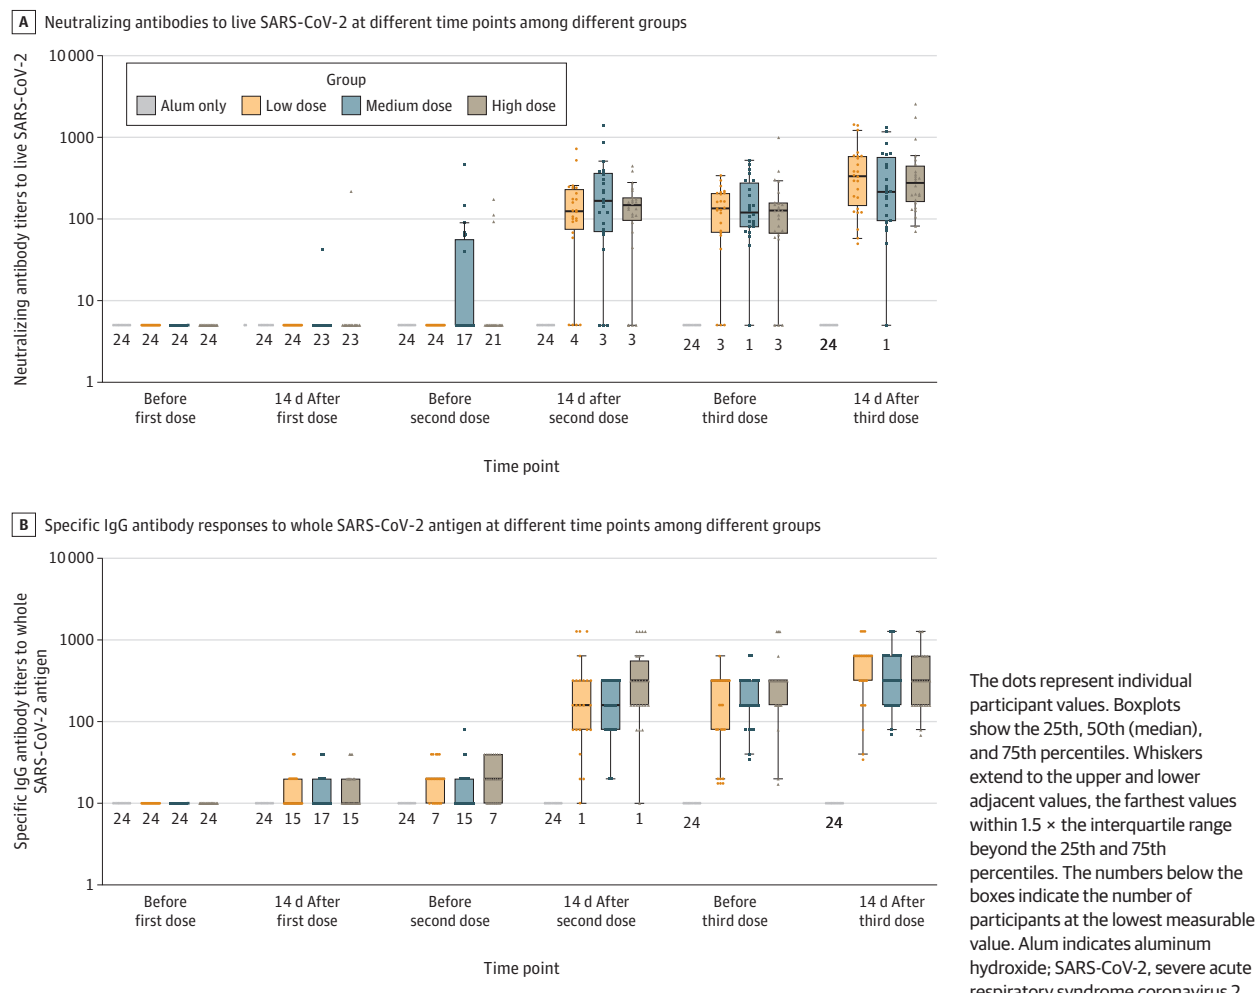 A Neutralizing antibodies to live SARS-CoV-2 at different time points among different groups
Neutralizing antibody titers to live SARS-CoV-2
10 000
1000
100
10
1
Group
Alum only Low dose Medium dose High dose
24 24 24 24 24 24 23 23 24 24 17 21 24 4 3 3 24 3 1 3 24 1
Before first dose
14 d After first dose
Before second dose
14 d after second dose
Before third dose
14 d After third dose
Time point
B Specific IgG antibody responses to whole SARS-CoV-2 antigen at different time points among different groups
Specific IgG antibody titers to whole
SARS-CoV-2 antigen
10 000
1000
100
10
1
24 24 24 24 24 15 17 15 24 7 15 7 24 1 1 24 24
Before first dose
14 d After first dose
Before second dose
14 d After second dose
Before third dose
14 d After third dose
Time point
The dots represent individual
participant values. Boxplots
show the 25th, 50th (median),
and 75th percentiles. Whiskers
extend to the upper and lower
adjacent values, the farthest values
within 1.5 × the interquartile range
beyond the 25th and 75th
percentiles. The numbers below the
boxes indicate the number of
participants at the lowest measurable
value. Alum indicates aluminum
hydroxide; SARS-CoV-2, severe acute
respiratory syndrome coronavirus 2